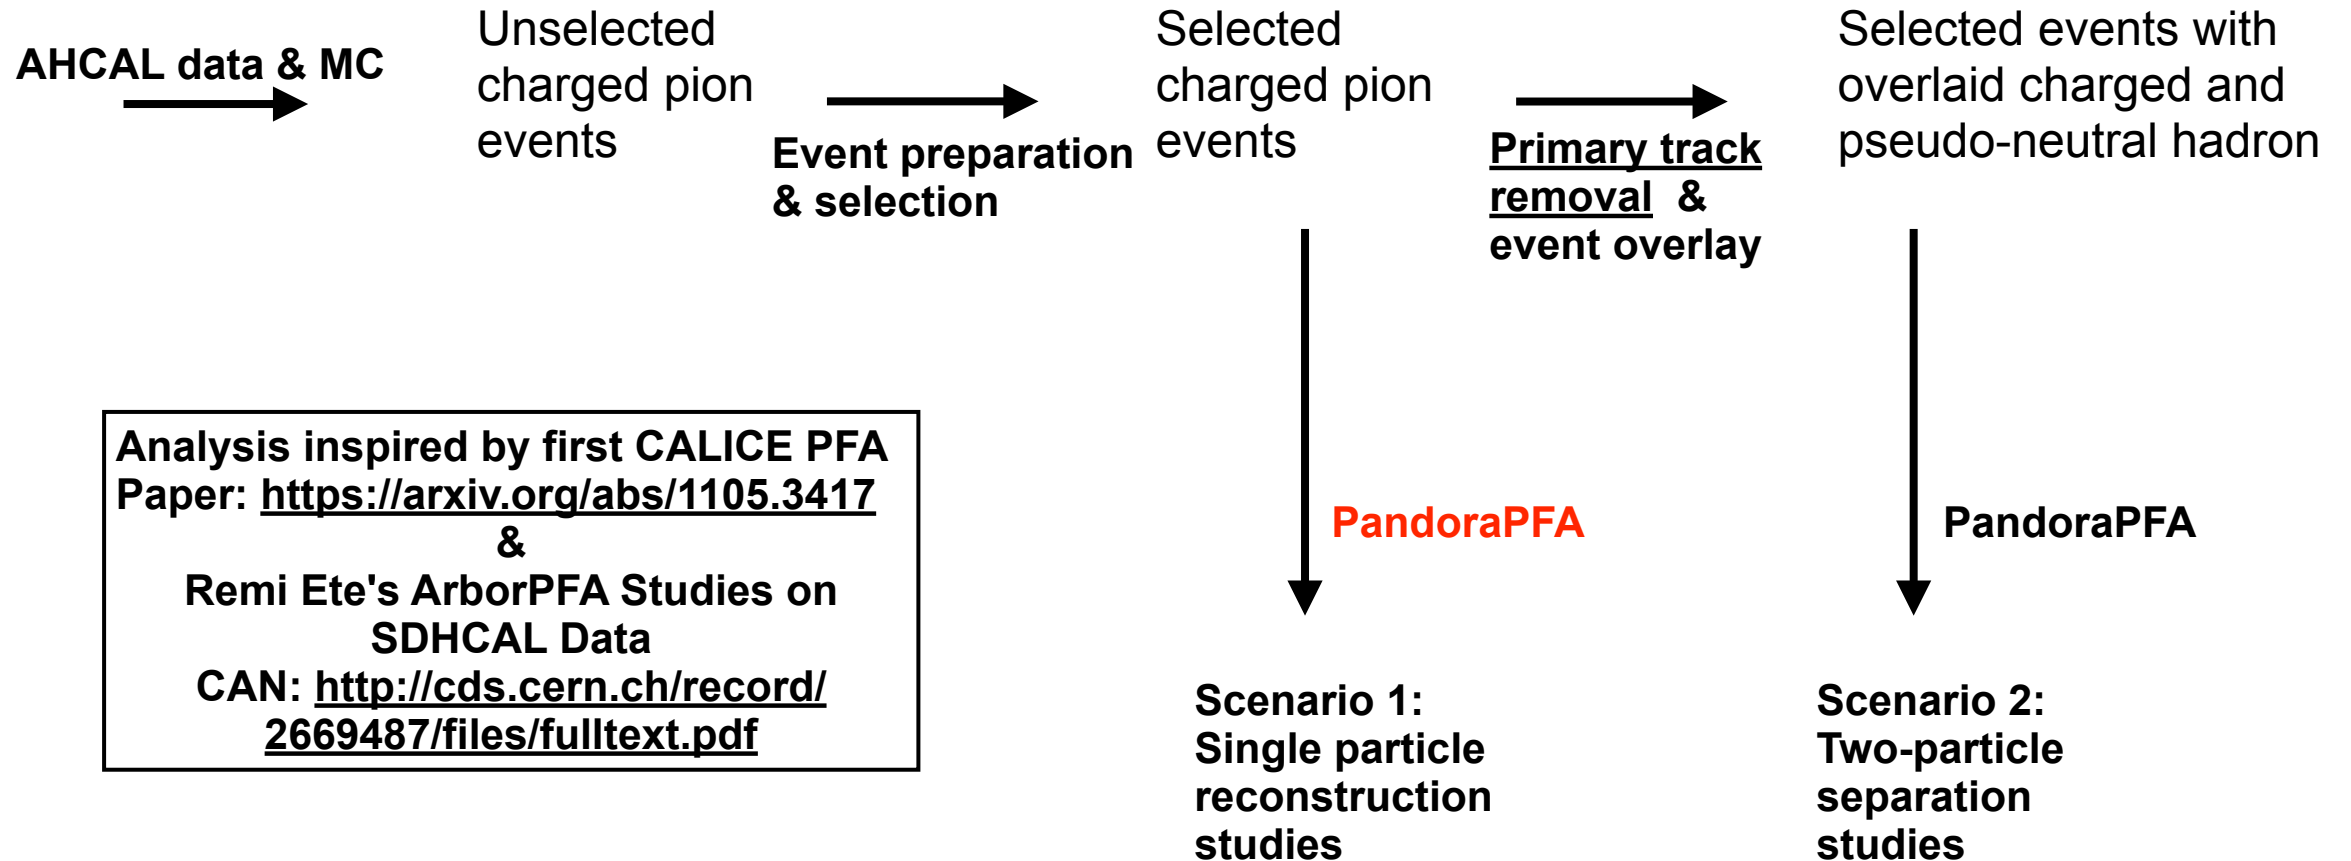 AHCAL data & MC
Unselected
charged pion
events
Event preparation
& selection
Selected
charged pion
events
Primary track
removal & 
event overlay
Selected events with
overlaid charged and
pseudo-neutral hadron
Analysis inspired by first CALICE PFA
Paper: https://arxiv.org/abs/1105.3417
&
Remi Ete's ArborPFA Studies on
SDHCAL Data
CAN: http://cds.cern.ch/record/
2669487/files/fulltext.pdf
PandoraPFA
PandoraPFA
Scenario 1:
Single particle
reconstruction
studies
Scenario 2:
Two-particle
separation
studies